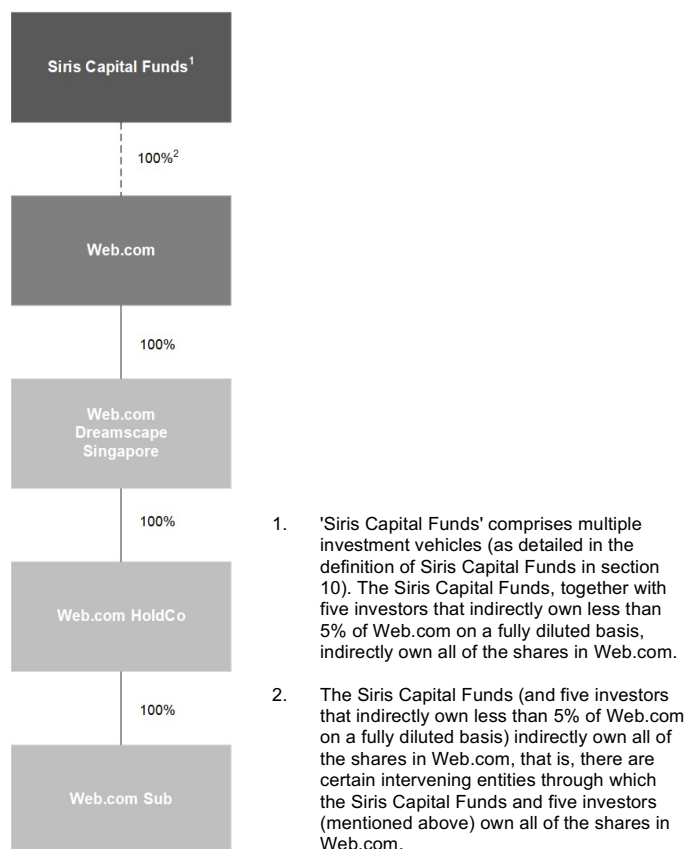 Siris Capital Funds1
100%2
Web.com
100%
Web.com
Dreamscape
Singapore
100%
Web.com HoldCo
100%
Web.com Sub
1. 'Siris Capital Funds' comprises multiple
investment vehicles (as detailed in the
definition of Siris Capital Funds in section
10). The Siris Capital Funds, together with
five investors that indirectly own less than
5% of Web.com on a fully diluted basis,
indirectly own all of the shares in Web.com.
2. The Siris Capital Funds (and five investors
that indirectly own less than 5% of Web.com
on a fully diluted basis) indirectly own all of
the shares in Web.com, that is, there are
certain intervening entities through which
the Siris Capital Funds and five investors
(mentioned above) own all of the shares in
Web.com.